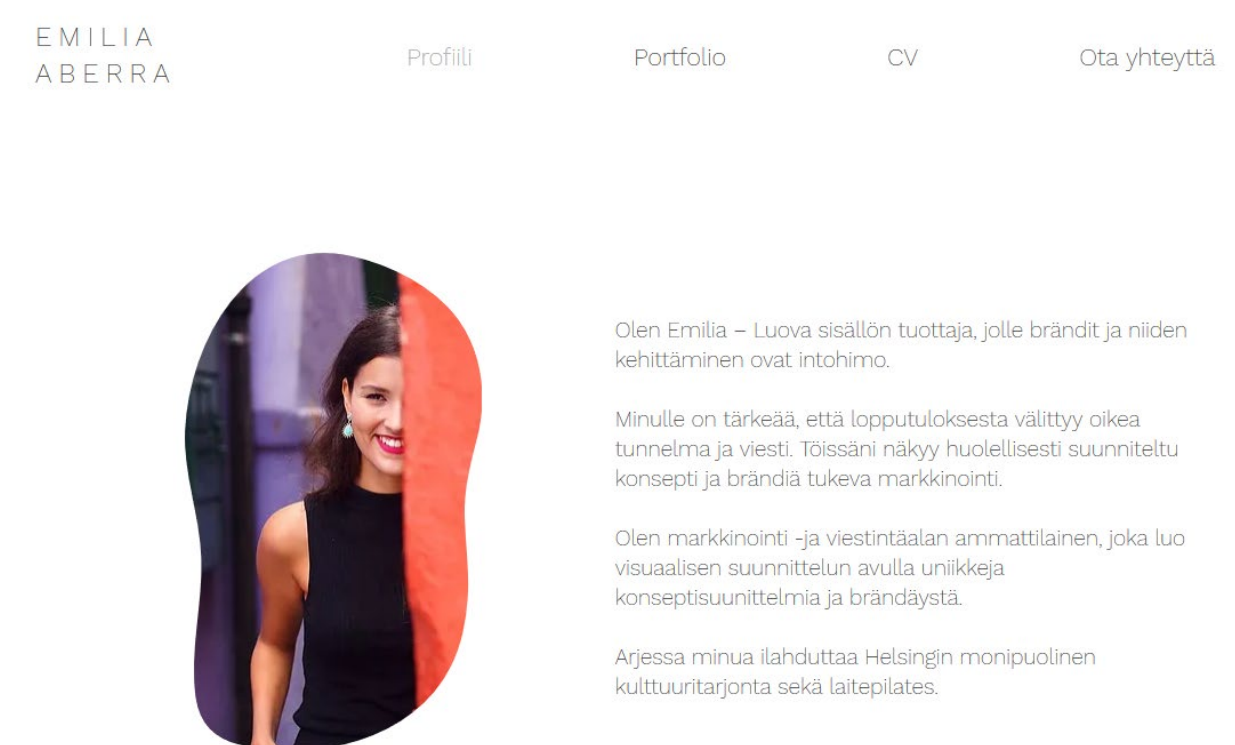 EMILIA
ABERRA
Profiili
Portfolio
CV
Ota yhteyttä
Olen Emilia – Luova sisällön tuottaja, jolle brändit ja niiden
kehittäminen ovat intohimo.
Minulle on tärkeää, että lopputuloksesta välittyy oikea
tunnelma ja viesti. Töissäni näkyy huolellisesti suunniteltu
konsepti ja brändiä tukeva markkinointi.
Olen markkinointi -ja viestintäalan ammattilainen, joka luo
visuaalisen suunnittelun avulla uniikkeja
konseptisuunittelmia ja brändäystä.
Arjessa minua ilahduttaa Helsingin monipuolinen
kulttuuritarjonta sekä laitepilates.